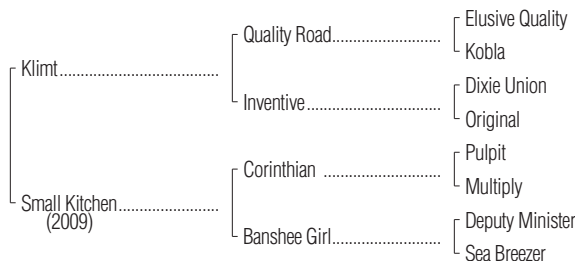 Elusive Quality
Quality Road
Kobla
Klimt
Dixie Union
Inventive
Original
Pulpit
Corinthian
Multiply
Small Kitchen
(2009)
Deputy Minister
Banshee Girl
Sea Breezer